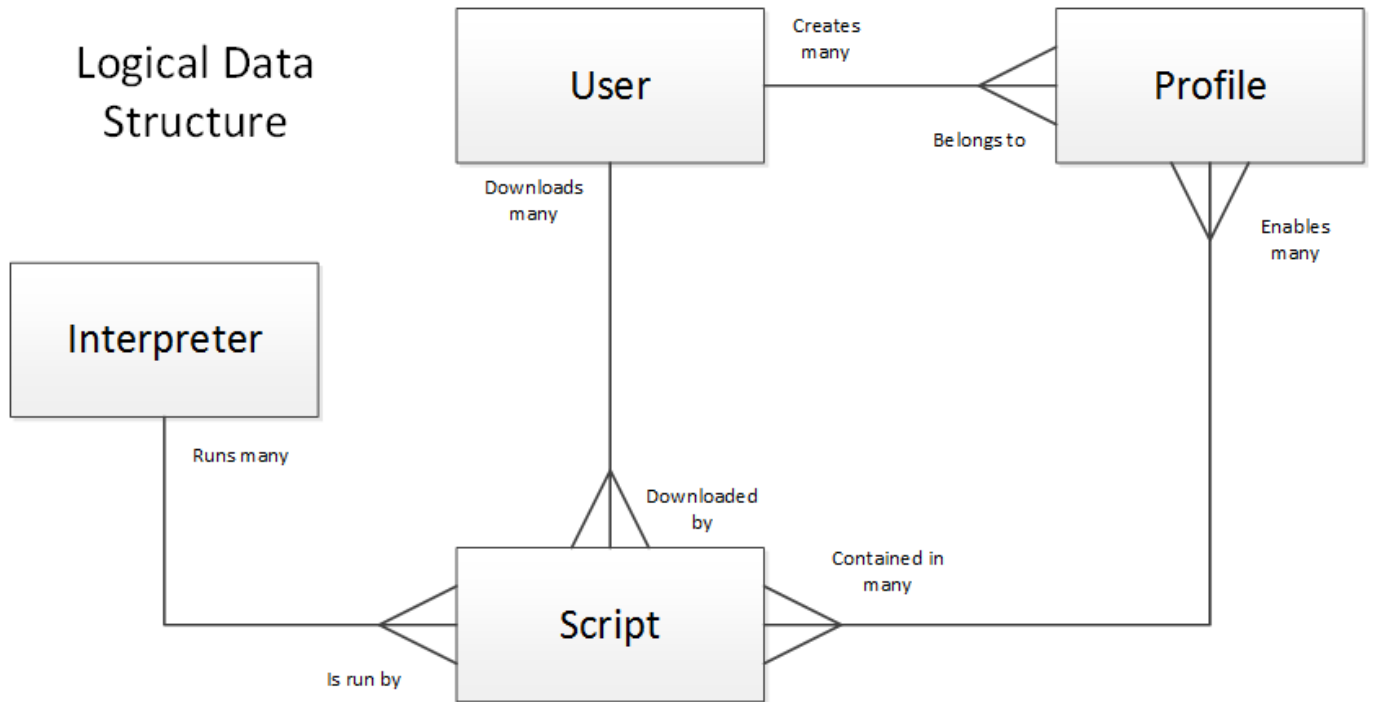 Logical Data
Structure
User
Creates
many
Profile
Belongs to
Downloads
many
Enables
many
Interpreter
Runs many
Downloaded
by
Contained in
many
Script
Is run by